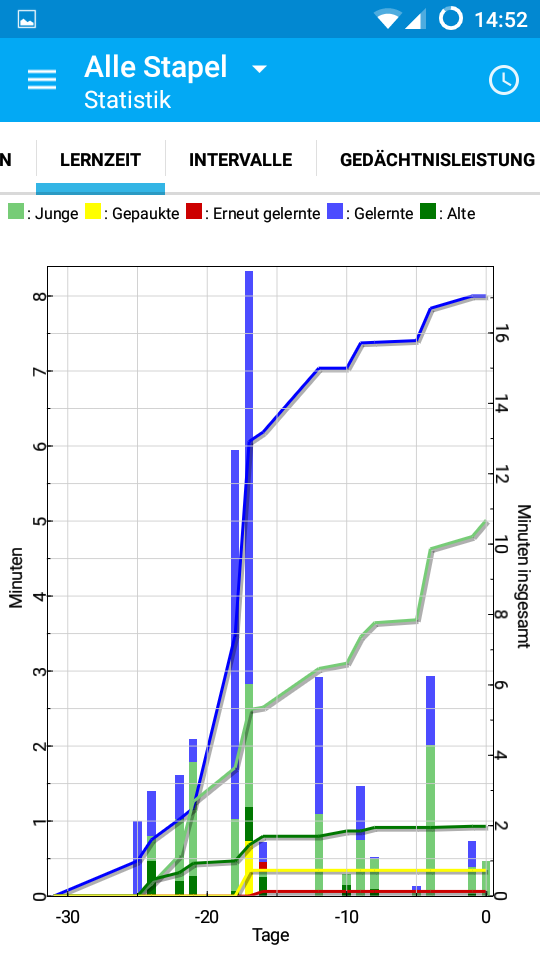 14:52
Alle Stapel
Statistik
N
LERNZEIT
INTERVALLE
GEDÄCHTNISLEISTUNG
: Junge : Gepaukte : Erneut gelernte : Gelernte : Alte
8
7
6
5
4
3
2
1
0
Minuten
16
14
12
10
8
6
4
2
0
Minuten insgesamt
-30 -20 -10 0
Tage